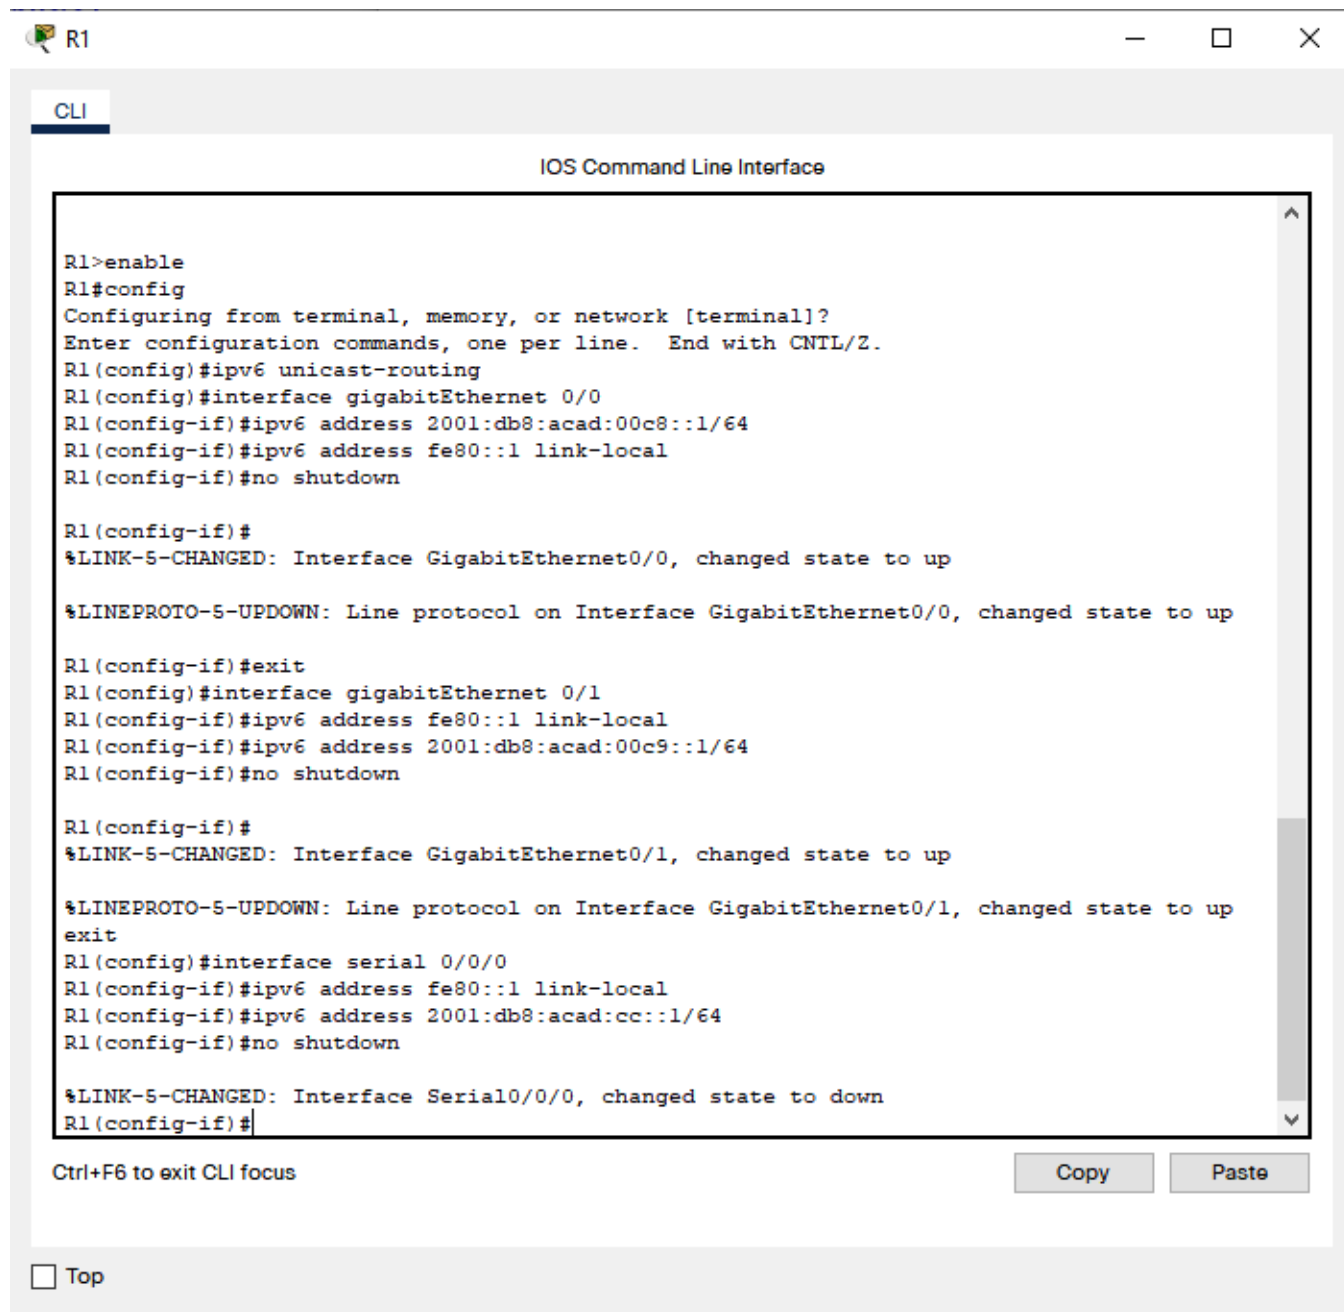 R1
CLI
IOS Command Line Interface
R1>enable
R1#config
Configuring from terminal, memory, or network [terminal]?
Enter configuration commands, one per line.  End with CNTL/Z.
R1(config)#ipv6 unicast-routing
R1(config)#interface gigabitEthernet 0/0
R1(config-if)#ipv6 address 2001:db8:acad:00c8::1/64
R1(config-if)#ipv6 address fe80::1 link-local
R1(config-if)#no shutdown
R1(config-if)#
%LINK-5-CHANGED: Interface GigabitEthernet0/0, changed state to up
%LINEPROTO-5-UPDOWN: Line protocol on Interface GigabitEthernet0/0, changed state to up
R1(config-if)#exit
R1(config)#interface gigabitEthernet 0/1
R1(config-if)#ipv6 address fe80::1 link-local
R1(config-if)#ipv6 address 2001:db8:acad:00c9::1/64
R1(config-if)#no shutdown
R1(config-if)#
%LINK-5-CHANGED: Interface GigabitEthernet0/1, changed state to up
%LINEPROTO-5-UPDOWN: Line protocol on Interface GigabitEthernet0/1, changed state to up
exit
R1(config)#interface serial 0/0/0
R1(config-if)#ipv6 address fe80::1 link-local
R1(config-if)#ipv6 address 2001:db8:acad:cc::1/64
R1(config-if)#no shutdown
%LINK-5-CHANGED: Interface Serial0/0/0, changed state to down
R1(config-if)#
Ctrl+F6 to exit CLI focus
Copy
Paste
Top